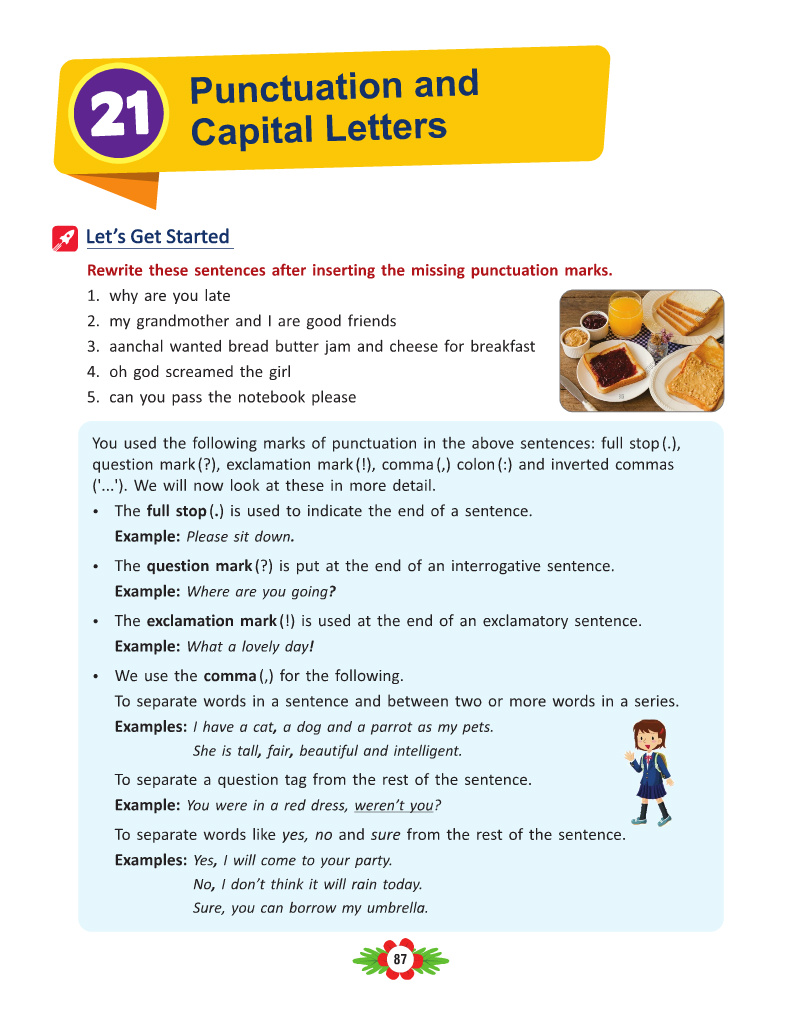 21
Punctuation and
Capital Letters
Let's Get Started
Rewrite these sentences after inserting the missing punctuation marks.
1. why are you late
2. my grandmother and I are good friends
3. aanchal wanted bread butter jam and cheese for breakfast
4. oh god screamed the girl
5. can you pass the notebook please
You used the following marks of punctuation in the above sentences: full stop (.),
question mark (?), exclamation mark (!), comma (,) colon (:) and inverted commas
('...'). We will now look at these in more detail.
• The full stop (.) is used to indicate the end of a sentence.
Example: Please sit down.
• The question mark (?) is put at the end of an interrogative sentence.
Example: Where are you going?
• The exclamation mark (!) is used at the end of an exclamatory sentence.
Example: What a lovely day!
• We use the comma (,) for the following.
To separate words in a sentence and between two or more words in a series.
Examples: I have a cat, a dog and a parrot as my pets.
She is tall, fair, beautiful and intelligent.
To separate a question tag from the rest of the sentence.
Example: You were in a red dress, weren't you?
To separate words like yes, no and sure from the rest of the sentence.
Examples: Yes, I will come to your party.
No, I don't think it will rain today.
Sure, you can borrow my umbrella.
87